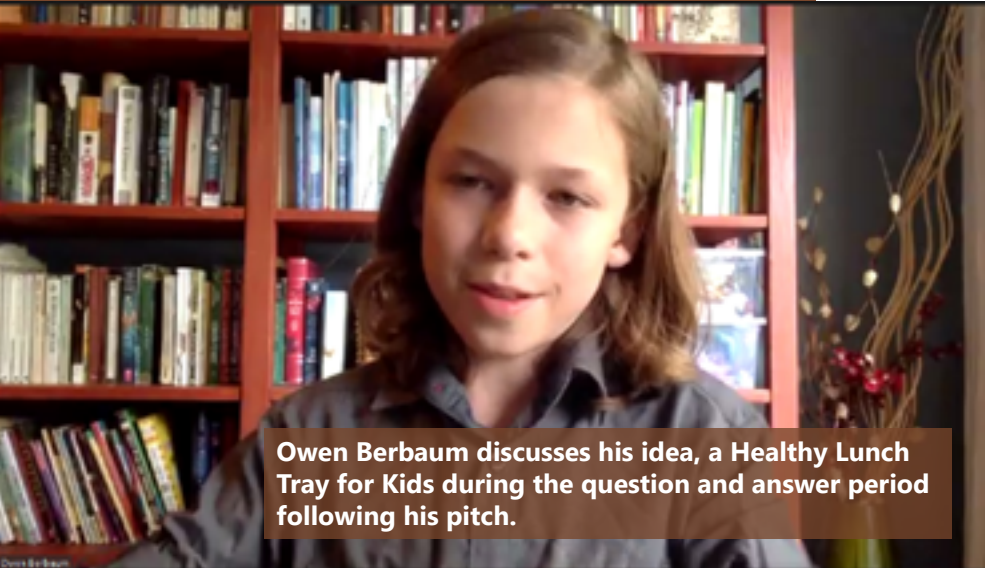 Owen Berbaum discusses his idea, a Healthy Lunch
Tray for Kids during the question and answer period
following his pitch.
Owen Berbaum